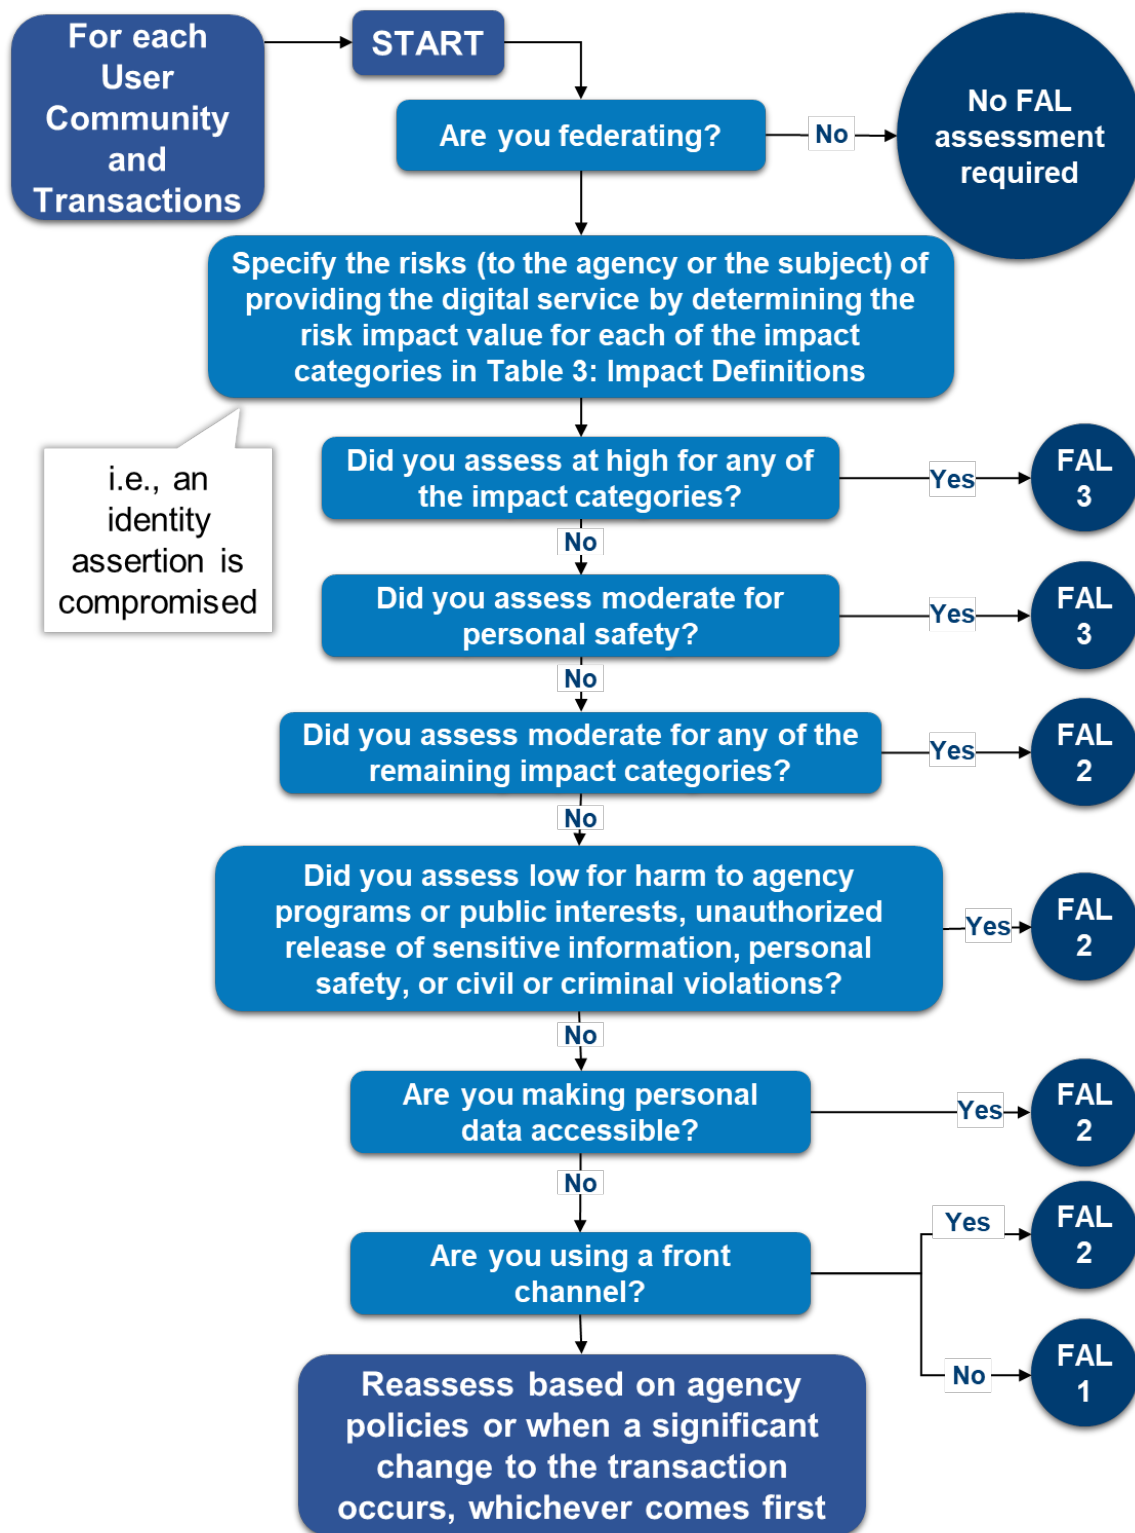 For each
User
Community
and
Transactions
START
Are you federating?
No
No FAL
assessment
required
Specify the risks (to the agency or the subject) of
providing the digital service by determining the
risk impact value for each of the impact
categories in Table 3: Impact Definitions
i.e., an
identity
assertion is
compromised
Did you assess at high for any of
the impact categories?
Yes
FAL
3
No
Did you assess moderate for
personal safety?
Yes
FAL
3
No
Did you assess moderate for any of the
remaining impact categories?
Yes
FAL
2
No
Did you assess low for harm to agency
programs or public interests, unauthorized
release of sensitive information, personal
safety, or civil or criminal violations?
Yes
FAL
2
No
Are you making personal
data accessible?
Yes
FAL
2
No
Are you using a front
channel?
Yes
FAL
2
No
FAL
1
Reassess based on agency
policies or when a significant
change to the transaction
occurs, whichever comes first